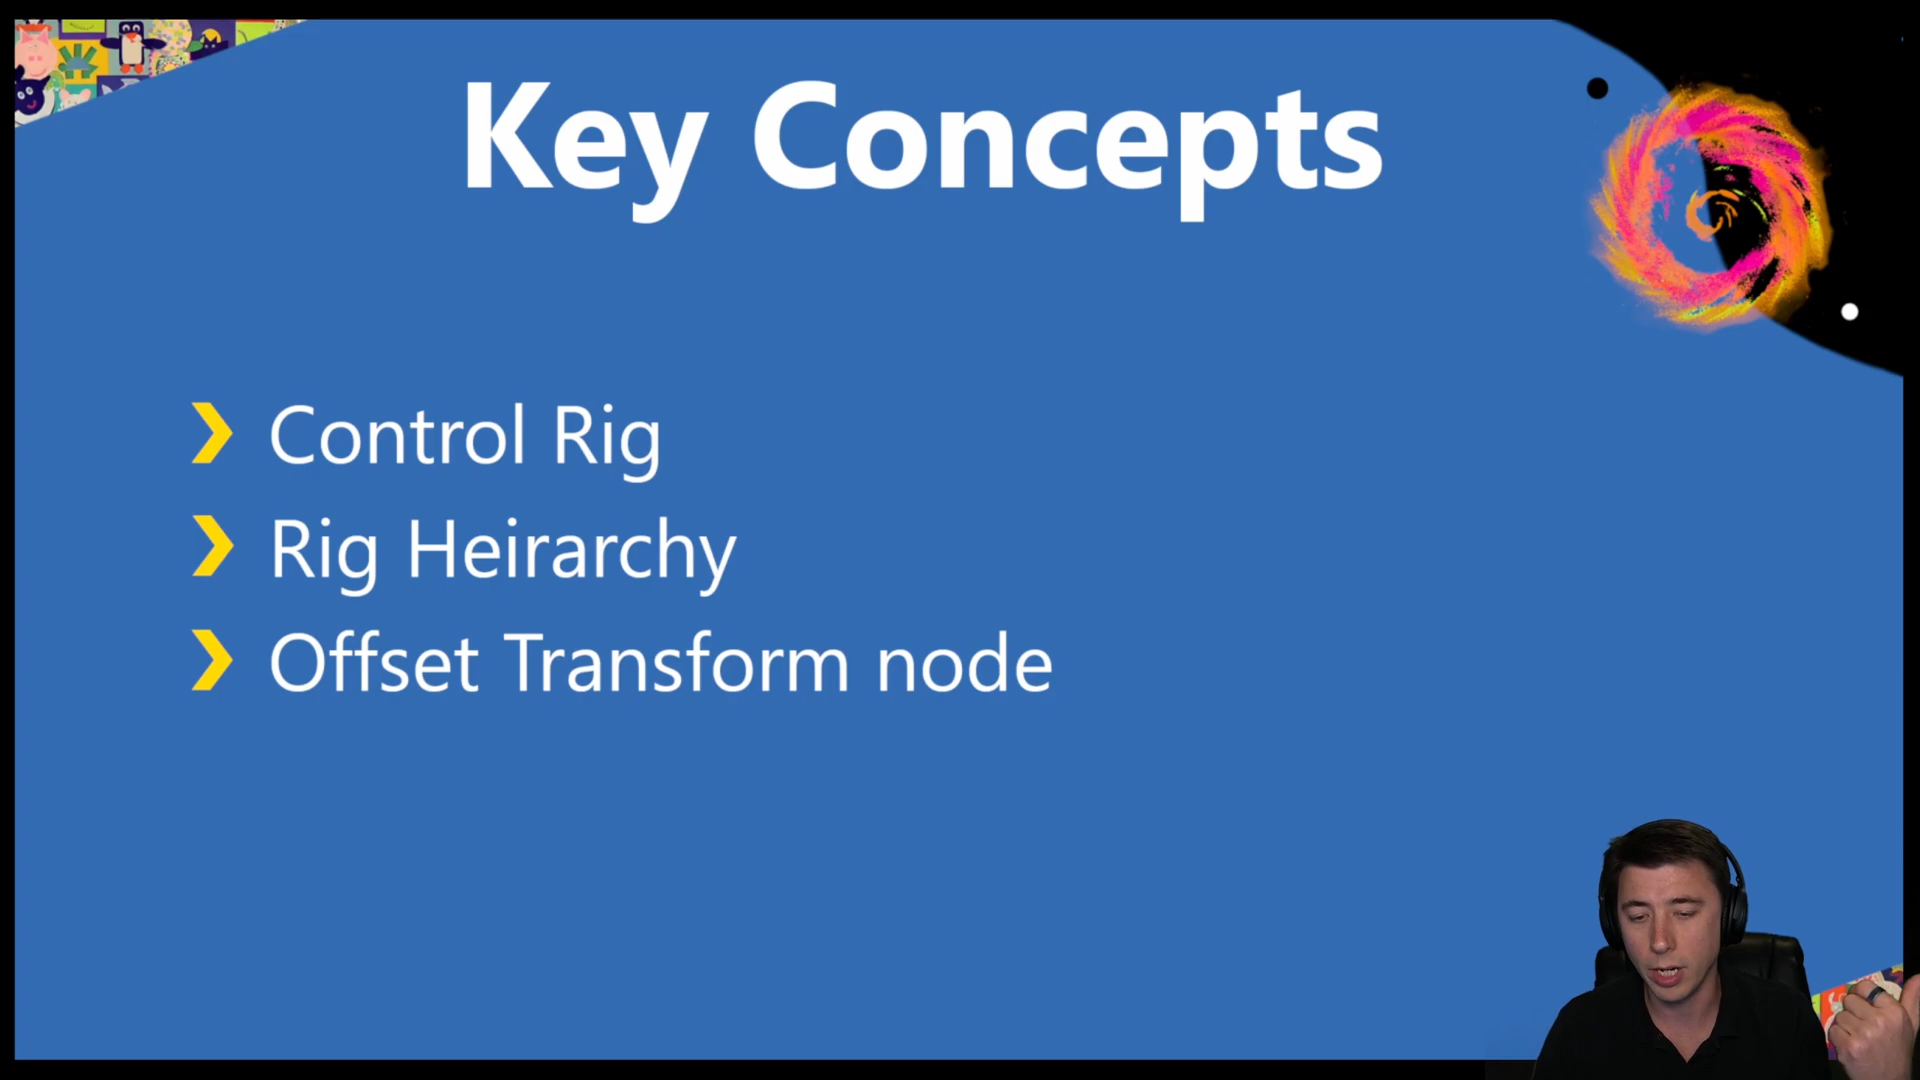 Key Concepts
Control Rig
Rig Heirarchy
Offset Transform node